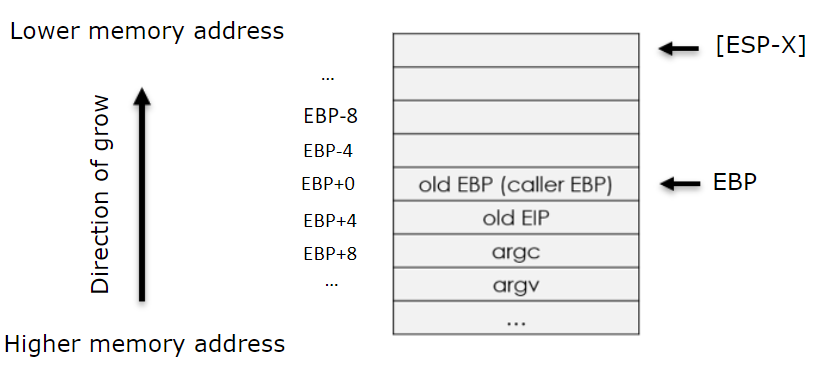 Lower memory address
[ESP-X]
...
Direction of grow
EBP-8
EBP-4
EBP+0
old EBP (caller EBP)
EBP
EBP+4
old EIP
EBP+8
argc
...
argv
...
Higher memory address